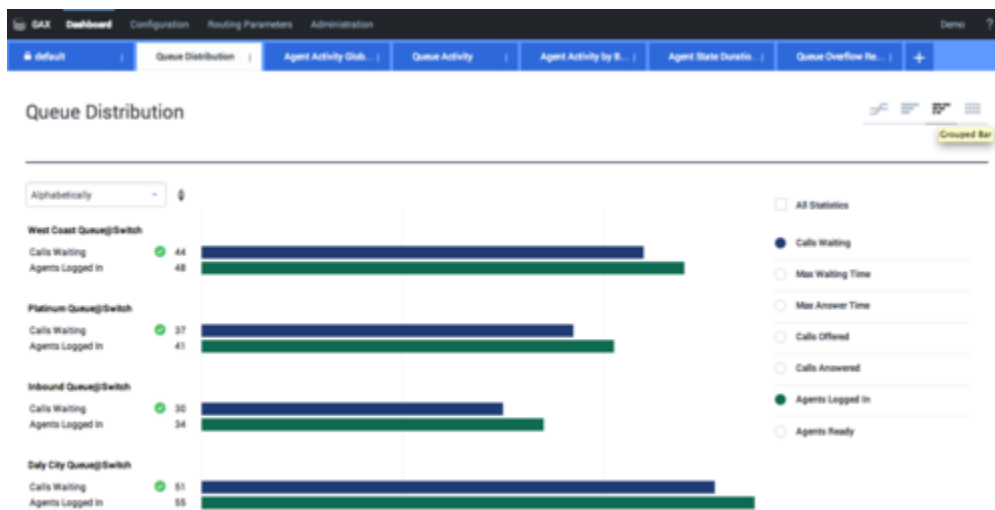 GAX Dashboard Configuration Routing Parameters Administration Demo ?
default Queue Distribution Agent Activity Glob... Queue Activity Agent Activity by B... Agent State Duratio... Queue Overflow Re... +
Queue Distribution
Grouped Bar
Alphabetically
All Statistics
West Coast Queue@Switch
Calls Waiting 44
Calls Waiting
Agents Logged In 48
Max Waiting Time
Platinum Queue@Switch
Max Answer Time
Calls Waiting 37
Calls Offered
Agents Logged In 41
Calls Answered
Inbound Queue@Switch
Agents Logged In
Calls Waiting 30
Agents Logged In 34
Agents Ready
Daly City Queue@Switch
Calls Waiting 51
Agents Logged In 55